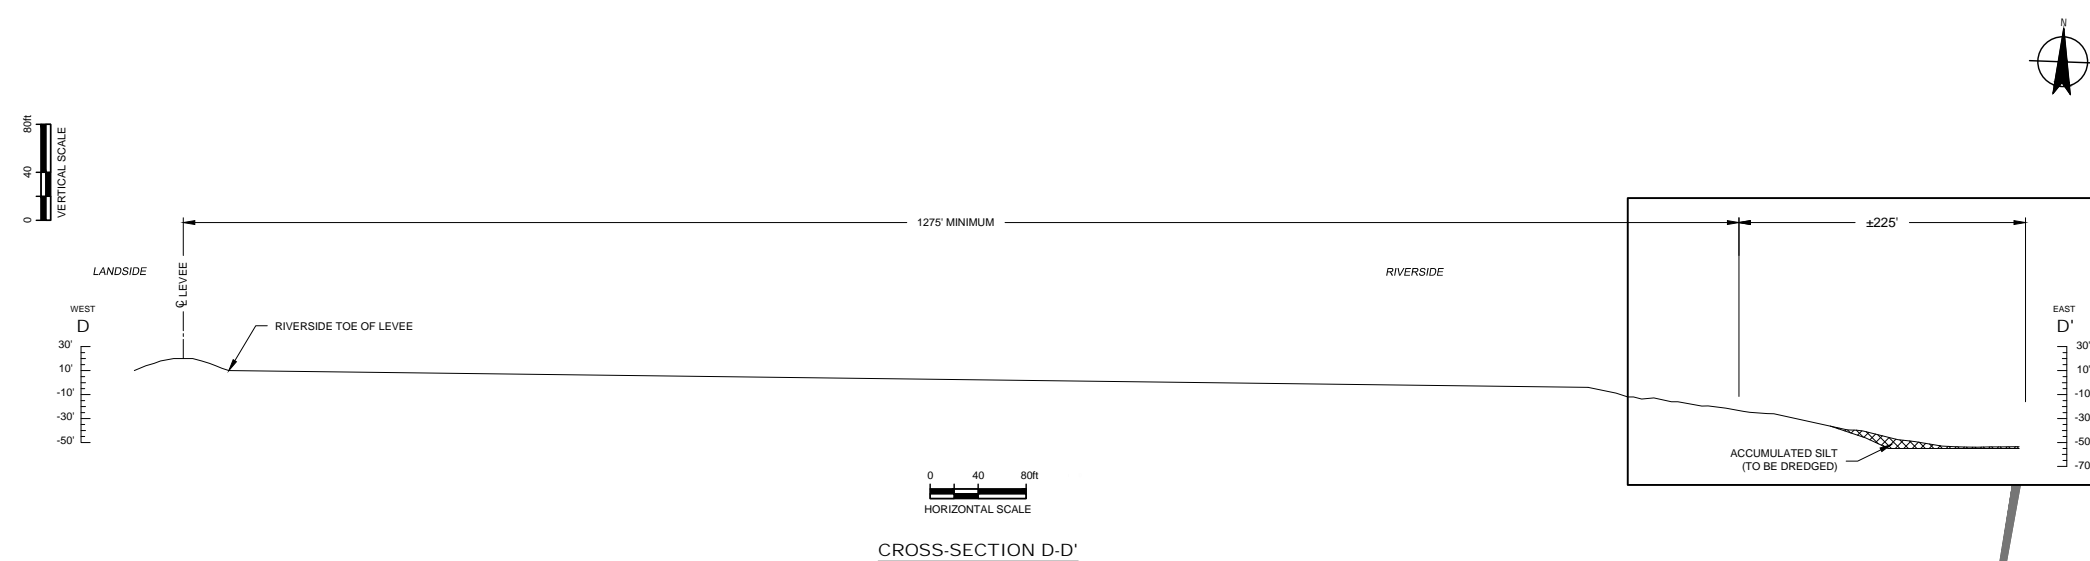 N
80ft
40
0
VERTICAL SCALE
1275' MINIMUM
±225'
LANDSIDE
℄ LEVEE
RIVERSIDE
WEST
D
30'
10'
-10'
-30'
-50'
RIVERSIDE TOE OF LEVEE
EAST
D'
30'
10'
-10
-30
-50
-70
ACCUMULATED SILT
(TO BE DREDGED)
0 40 80ft
HORIZONTAL SCALE
CROSS-SECTION D-D'